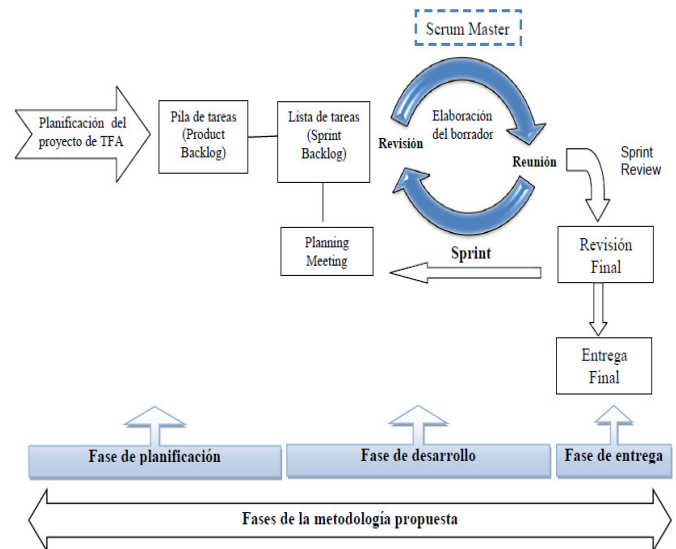 Scrum Master
Planificación del
proyecto de TFA
Pila de tareas
(Product
Backlog)
Lista de tareas
(Sprint
Backlog)
Revisión
Elaboración
del borrador
Reunión
Sprint
Review
Planning
Meeting
Sprint
Revisión
Final
Entrega
Final
Fase de planificación
Fase de desarrollo
Fase de entrega
Fases de la metodología propuesta